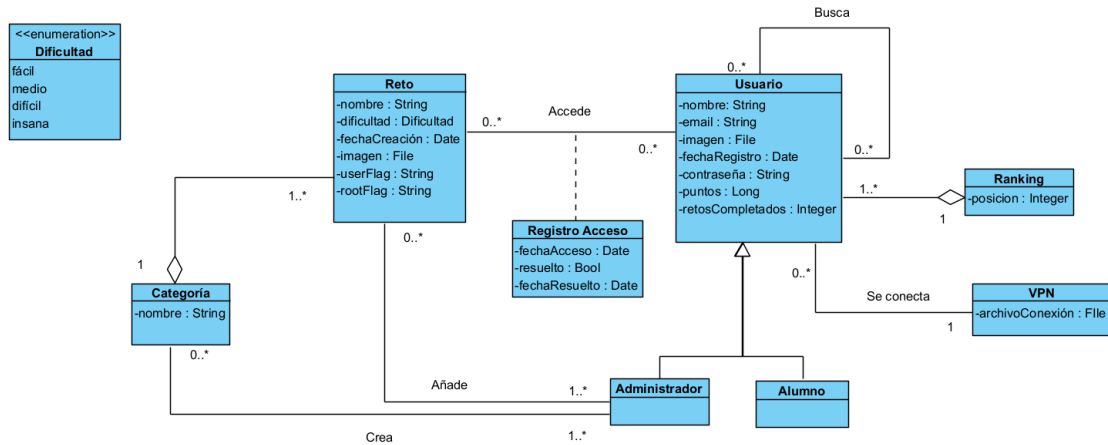 <<enumeration>>
Dificultad
fácil
medio
difícil
insana
Reto
-nombre : String
-dificultad : Dificultad
-fechaCreación : Date
-imagen : File
-userFlag : String
-rootFlag : String
Busca
0..*
0..*
Usuario
-nombre: String
-email : String
-imagen : File
-fechaRegistro : Date
-contraseña : String
-puntos : Long
-retosCompletados : Integer
Accede
0..*
0..*
Registro Acceso
-fechaAcceso : Date
-resuelto : Bool
-fechaResuelto : Date
Ranking
-posicion : Integer
1..*
1
1..*
1
Categoría
-nombre : String
0..*
0..*
0..*
Se conecta
1
VPN
-archivoConexión : FIle
Añade
1..*
Administrador
Alumno
Crea
1..*